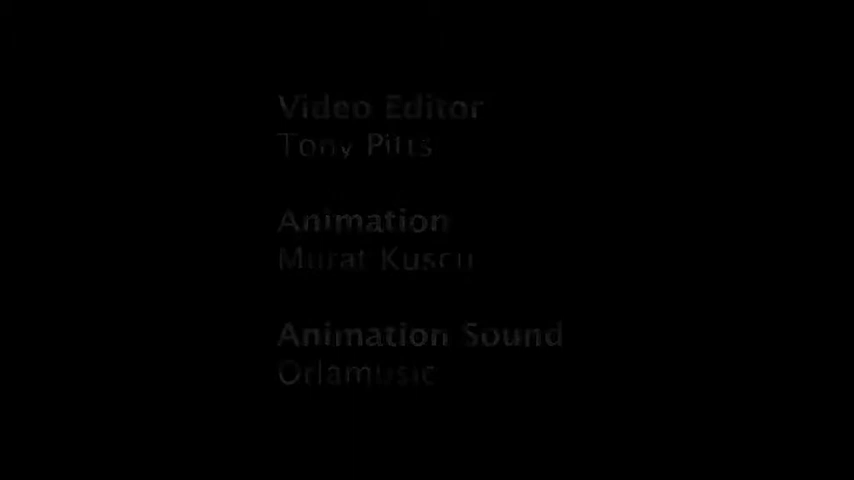 Video Editor
Tony Pitts
Animation
Murat Kuscu
Animation Sound
Orlamusic